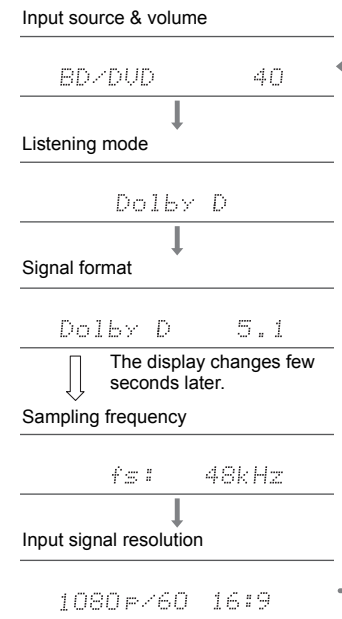 Input source & volume
BD/DVD 40
Listening mode
Dolby D
Signal format
Dolby D 5.1
The display changes few
seconds later.
Sampling frequency
fs: 48kHz
Input signal resolution
1080p/60 16:9